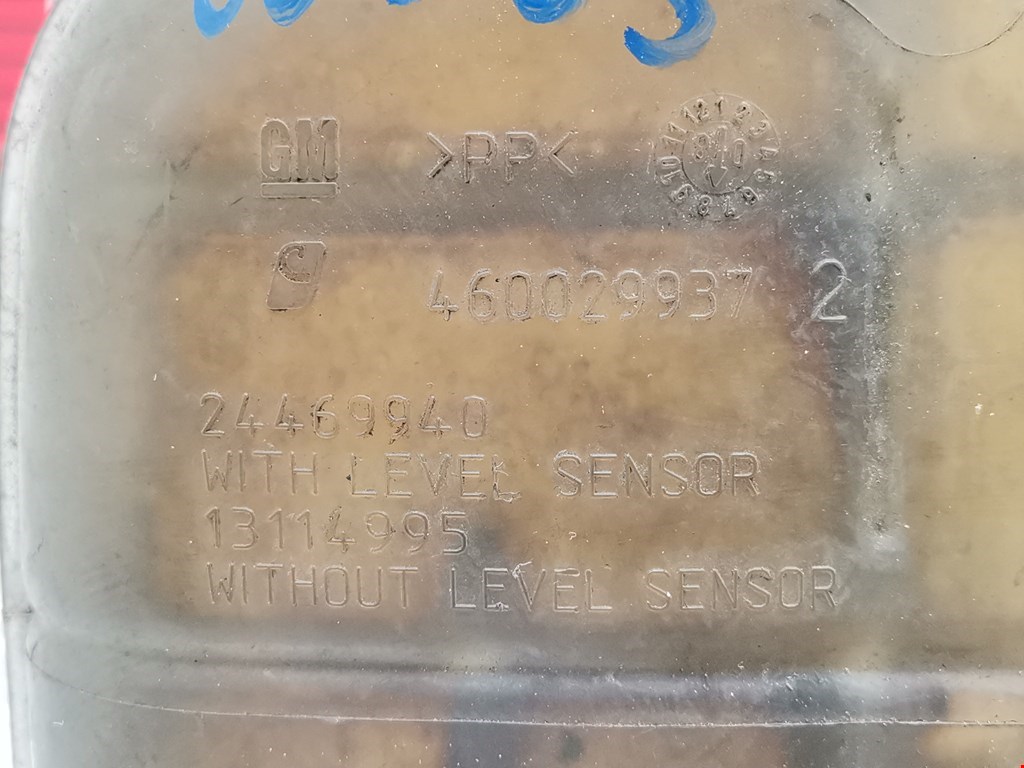 GM >PP<
C 460029937 2
24469940
WITH LEVEL SENSOR
13114995
WITHOUT LEVEL SENSOR